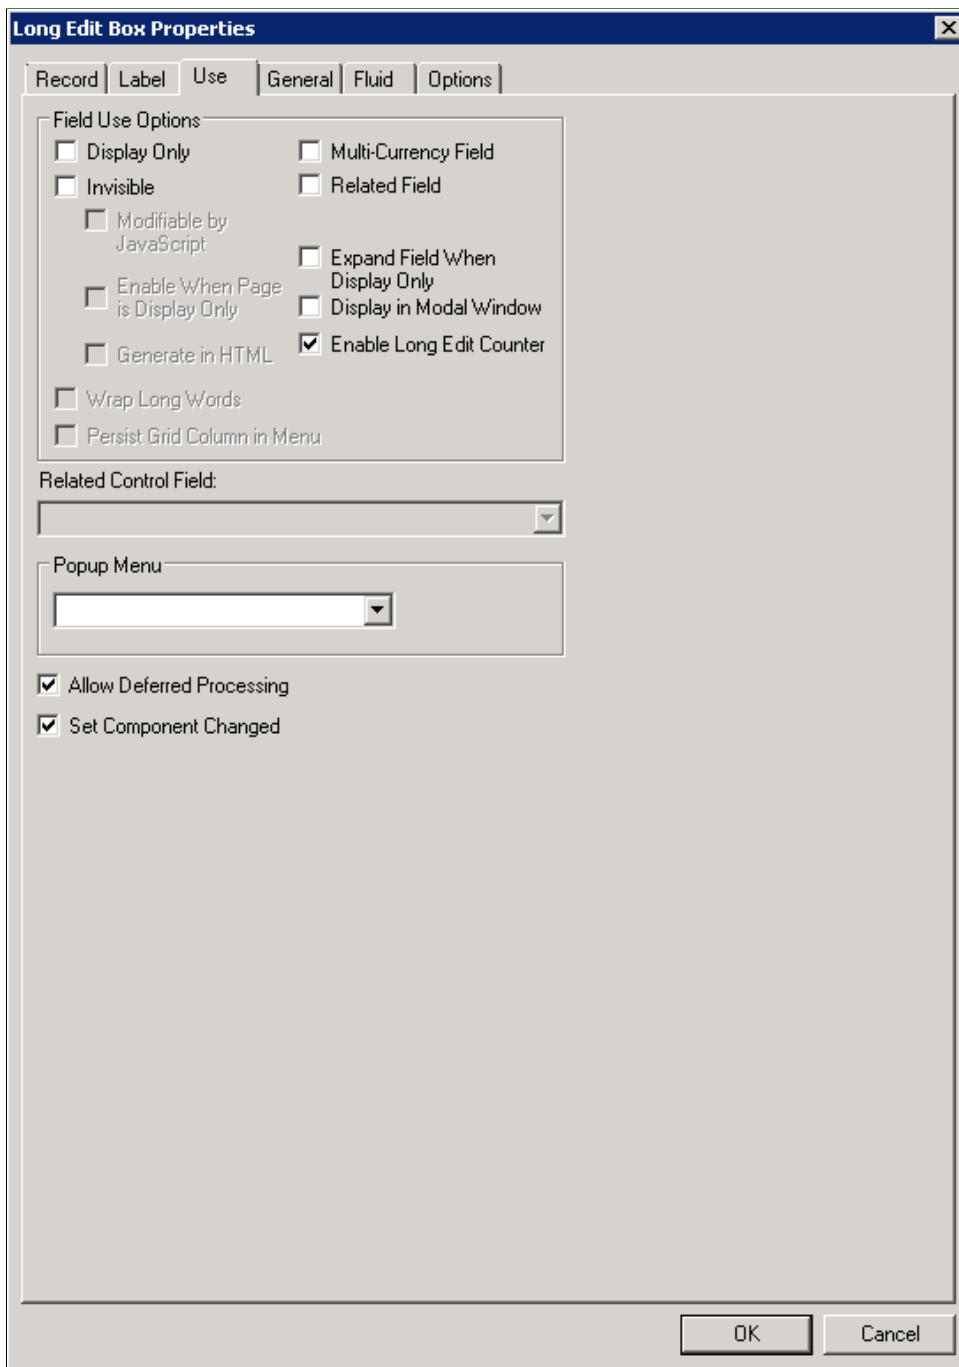 Long Edit Box Properties
Record Label Use General Fluid Options
Field Use Options
Display Only
Invisible
Modifiable by
JavaScript
Enable When Page
is Display Only
Generate in HTML
Wrap Long Words
Persist Grid Column in Menu
Multi-Currency Field
Related Field
Expand Field When
Display Only
Display in Modal Window
Enable Long Edit Counter
Related Control Field:
Popup Menu
Allow Deferred Processing
Set Component Changed
OK Cancel